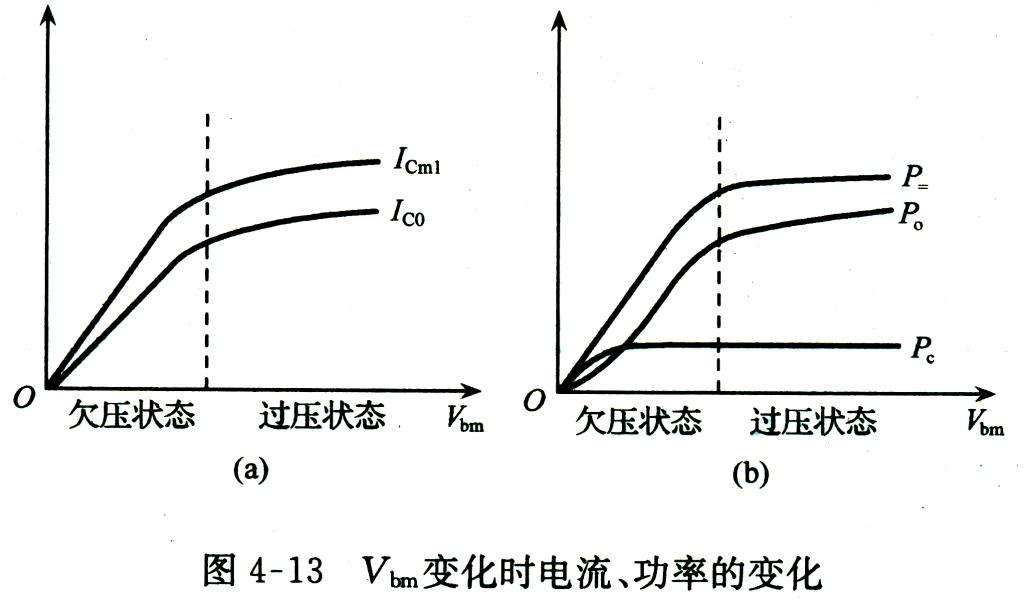 I_Cm1
I_C0
O
欠压状态
过压状态
V_bm
(a)
P_=
P_o
P_c
O
欠压状态
过压状态
V_bm
(b)
图 4-13 V_bm变化时电流、功率的变化